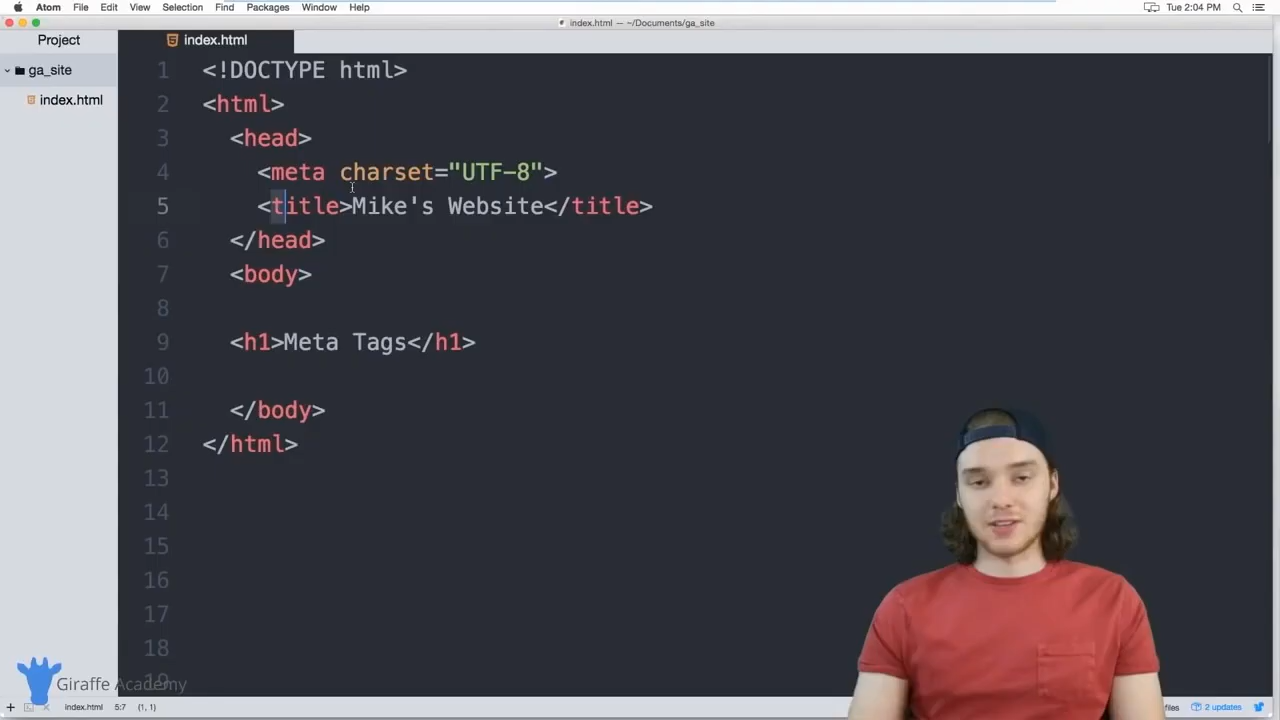 Atom File Edit View Selection Find Packages Window Help Tue 2:04 PM
index.html — ~/Documents/ga_site
Project
index.html
ga_site
index.html
1 <!DOCTYPE html>
2 <html>
3 <head>
4 <meta charset="UTF-8">
5 <title>Mike's Website</title>
6 </head>
7 <body>
8
9 <h1>Meta Tags</h1>
10
11 </body>
12 </html>
13
14
15
16
17
18
19
Giraffe Academy
index.html 5:7 (1, 1) files 2 updates